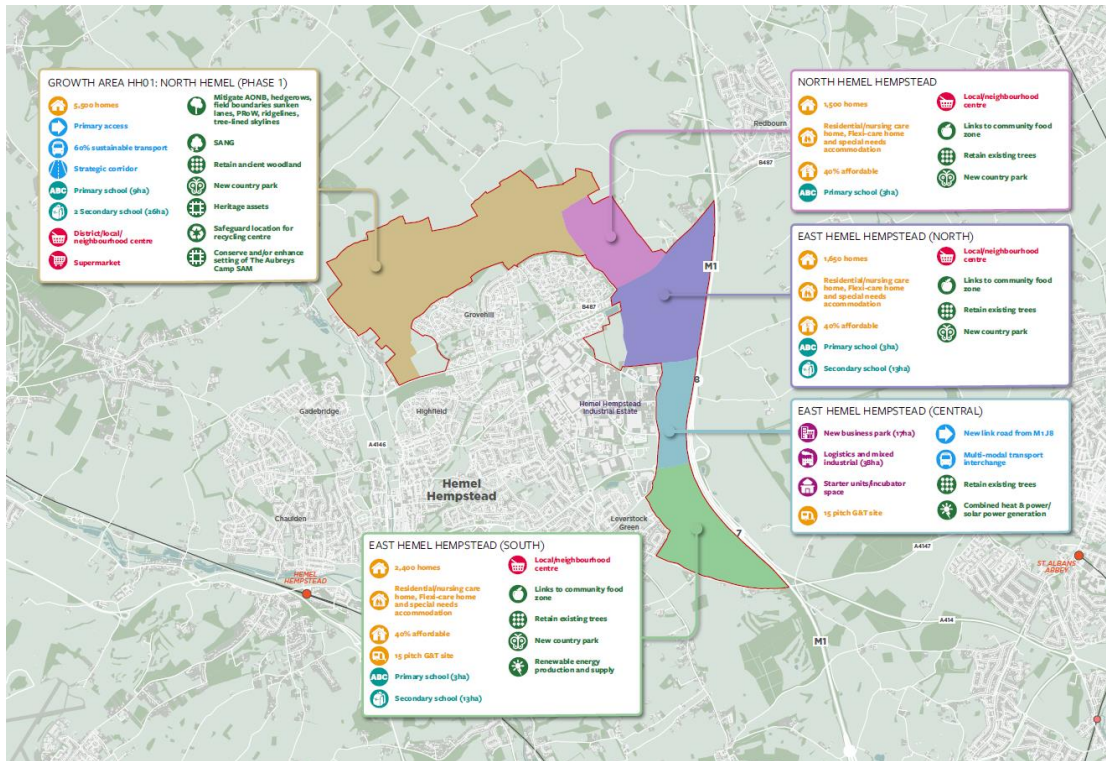 GROWTH AREA HH01: NORTH HEMEL (PHASE 1)
5,500 homes
Primary access
60% sustainable transport
Strategic corridor
ABC
Primary school (9ha)
2 Secondary school (26ha)
District/local/
neighbourhood centre
Supermarket
Mitigate AONB, hedgerows,
field boundaries sunken
lanes, PRoW, ridgelines,
tree-lined skylines
SANG
Retain ancient woodland
New country park
Heritage assets
Safeguard location for
recycling centre
Conserve and/or enhance
setting of The Aubreys
Camp SAM
NORTH HEMEL HEMPSTEAD
1,500 homes
Residential/nursing care
home, Flexi-care home
and special needs
accommodation
40% affordable
ABC
Primary school (3ha)
Local/neighbourhood
centre
Links to community food
zone
Retain existing trees
New country park
EAST HEMEL HEMPSTEAD (NORTH)
1,650 homes
Residential/nursing care
home, Flexi-care home
and special needs
accommodation
40% affordable
ABC
Primary school (3ha)
Secondary school (13ha)
Local/neighbourhood
centre
Links to community food
zone
Retain existing trees
New country park
EAST HEMEL HEMPSTEAD (CENTRAL)
New business park (17ha)
Logistics and mixed
industrial (38ha)
Starter units/incubator
space
15 pitch G&T site
New link road from M1 J8
Multi-modal transport
interchange
Retain existing trees
Combined heat & power/
solar power generation
EAST HEMEL HEMPSTEAD (SOUTH)
2,400 homes
Residential/nursing care
home, Flexi-care home
and special needs
accommodation
40% affordable
15 pitch G&T site
ABC
Primary school (3ha)
Secondary school (13ha)
Local/neighbourhood
centre
Links to community food
zone
Retain existing trees
New country park
Renewable energy
production and supply
Redbourn
B487
M1
B487
Grovehill
8
Gadebridge
Highfield
Hemel Hempstead
Industrial Estate
A4146
Hemel
Hempstead
Chaulden
Leverstock
Green
7
HEMEL
HEMPSTEAD
A4147
ST.ALBANS
ABBEY
A414
M1